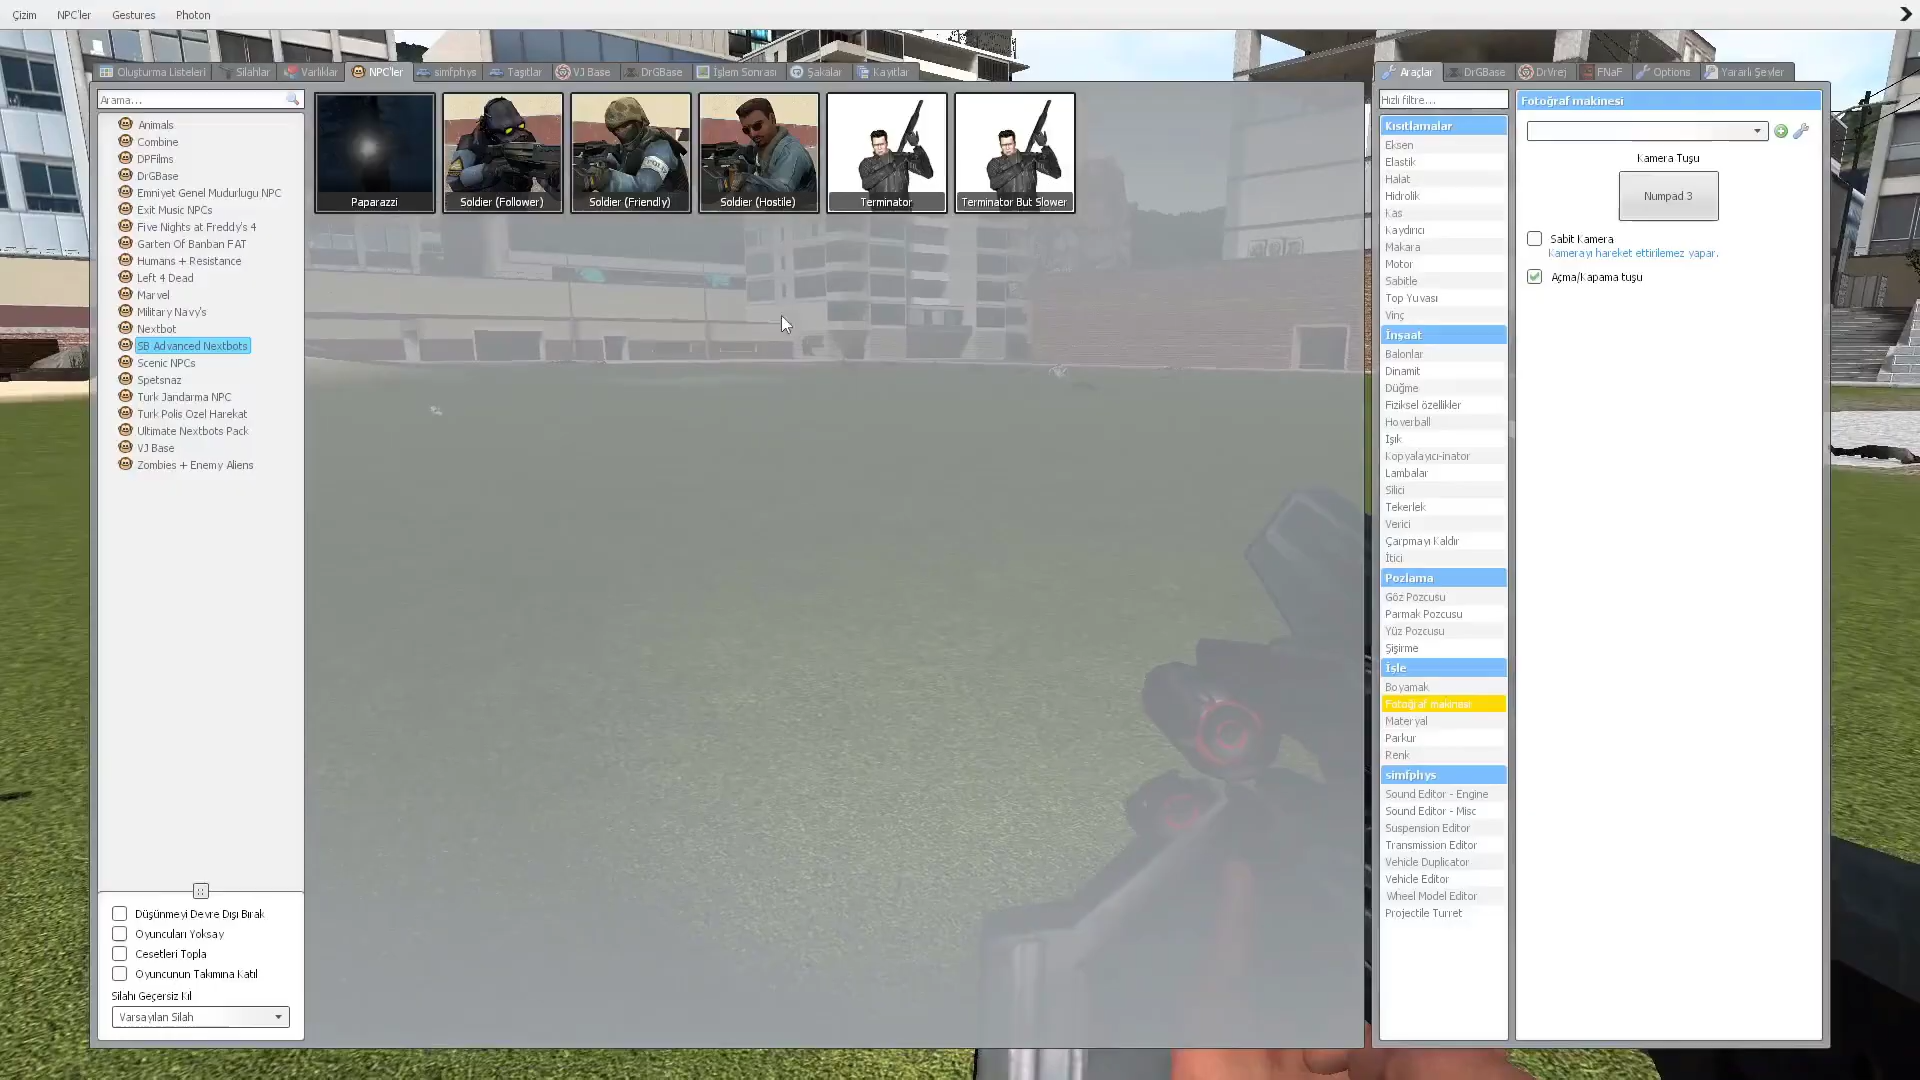 Çizim NPC'ler Gestures Photon
Oluşturma Listeleri Silahlar Varlıklar NPC'ler simfphys Taşıtlar VJ Base DrGBase İşlem Sonrası Şakalar Kayıtlar
Arama...
Animals
Combine
DPFilms
DrGBase
Emniyet Genel Mudurlugu NPC
Exit Music NPCs
Five Nights at Freddy's 4
Garten Of Banban FAT
Humans + Resistance
Left 4 Dead
Marvel
Military Navy's
Nextbot
SB Advanced Nextbots
Scenic NPCs
Spetsnaz
Turk Jandarma NPC
Turk Polis Ozel Harekat
Ultimate Nextbots Pack
VJ Base
Zombies + Enemy Aliens
Düşünmeyi Devre Dışı Bırak
Oyuncuları Yoksay
Cesetleri Topla
Oyuncunun Takımına Katıl
Silahı Geçersiz Kıl
Varsayılan Silah
Paparazzi
Soldier (Follower)
POLIS
Soldier (Friendly)
Soldier (Hostile)
Terminator
Terminator But Slower
Araçlar DrGBase DrVrej FNaF Options Yararlı Şeyler
Hızlı filtre...
Kısıtlamalar
Eksen
Elastik
Halat
Hidrolik
Kas
Kaydırıcı
Makara
Motor
Sabitle
Top Yuvası
Vinç
İnşaat
Balonlar
Dinamit
Düğme
Fiziksel özellikler
Hoverball
Işık
Kopyalayıcı-inator
Lambalar
Silici
Tekerlek
Verici
Çarpmayı Kaldır
İtici
Pozlama
Göz Pozcusu
Parmak Pozcusu
Yüz Pozcusu
Şişirme
İşle
Boyamak
Fotoğraf makinesi
Materyal
Parkur
Renk
simfphys
Sound Editor - Engine
Sound Editor - Misc
Suspension Editor
Transmission Editor
Vehicle Duplicator
Vehicle Editor
Wheel Model Editor
Projectile Turret
Fotoğraf makinesi
Kamera Tuşu
Numpad 3
Sabit Kamera
Kamerayı hareket ettirilemez yapar.
Açma/Kapama tuşu